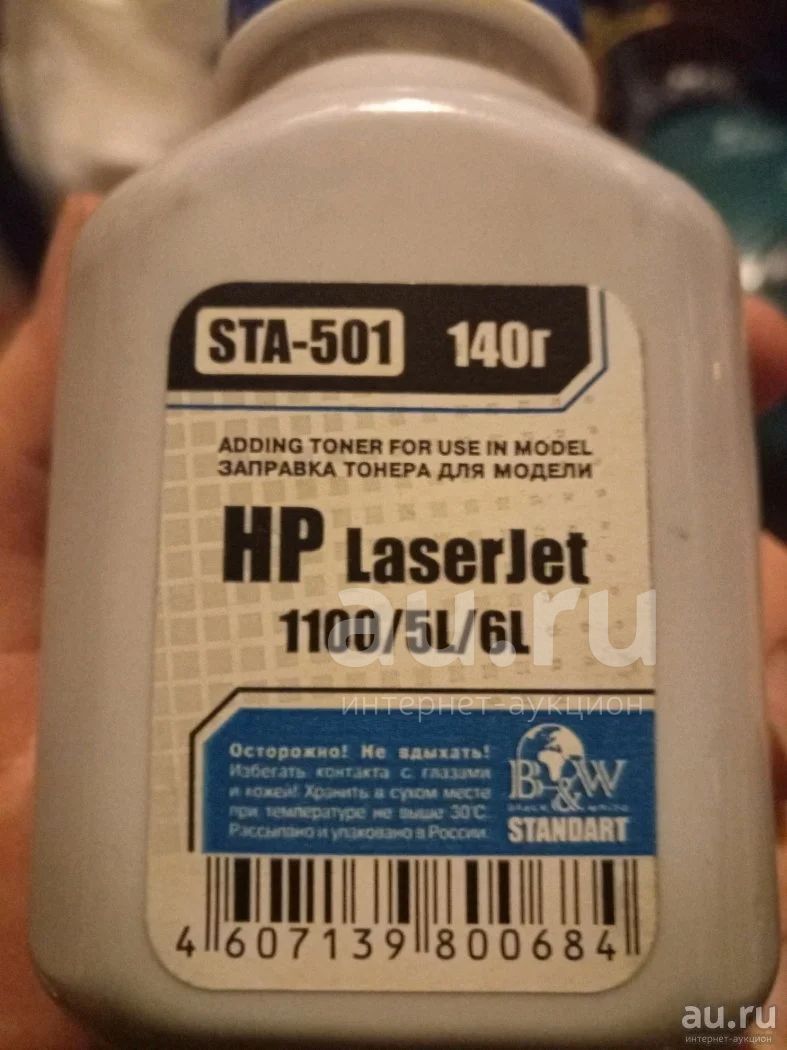 STA-501 140г
ADDING TONER FOR USE IN MODEL
ЗАПРАВКА ТОНЕРА ДЛЯ МОДЕЛИ
HP LaserJet
1100/5L/6L
au.ru
интернет-аукцион
Осторожно! Не вдыхать!
Избегать контакта с глазами
и кожей! Хранить в сухом месте
при температуре не выше 30°С.
Рассыпано и упаковано в России.
B&W
BLACK & WHITE
STANDART
4 607139 800684
au.ru
интернет-аукцион